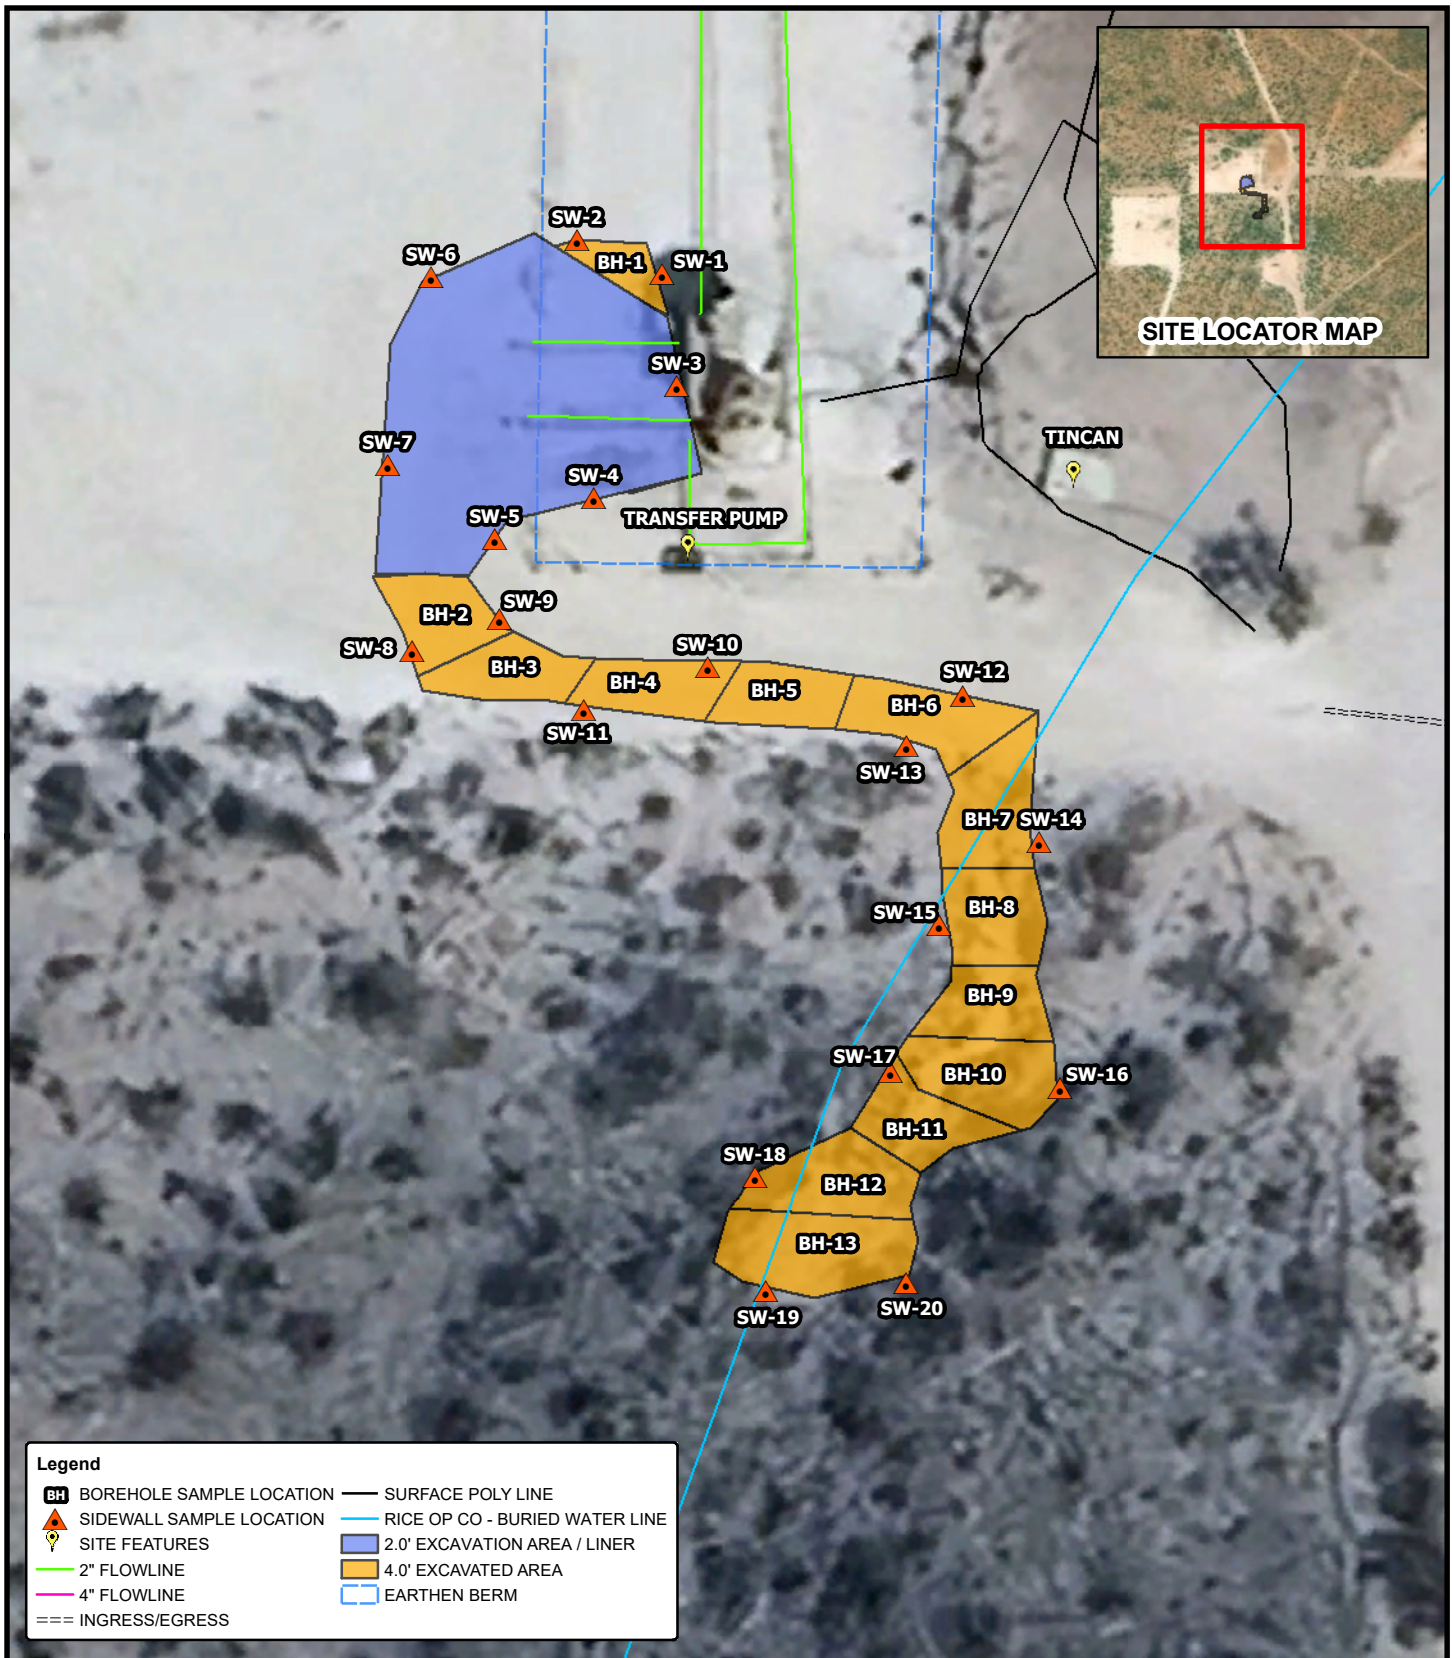 SITE LOCATOR MAP
SW-2
SW-6
BH-1
SW-1
SW-3
TINCAN
SW-7
SW-4
TRANSFER PUMP
SW-5
BH-2
SW-9
SW-8
SW-10
BH-3
BH-4
BH-5
SW-12
BH-6
SW-11
SW-13
BH-7
SW-14
BH-8
SW-15
BH-9
SW-17
BH-10
SW-16
BH-11
SW-18
BH-12
BH-13
SW-19
SW-20
Legend
BH BOREHOLE SAMPLE LOCATION
SIDEWALL SAMPLE LOCATION
SITE FEATURES
2" FLOWLINE
4" FLOWLINE
INGRESS/EGRESS
SURFACE POLY LINE
RICE OP CO - BURIED WATER LINE
2.0' EXCAVATION AREA / LINER
4.0' EXCAVATED AREA
EARTHEN BERM